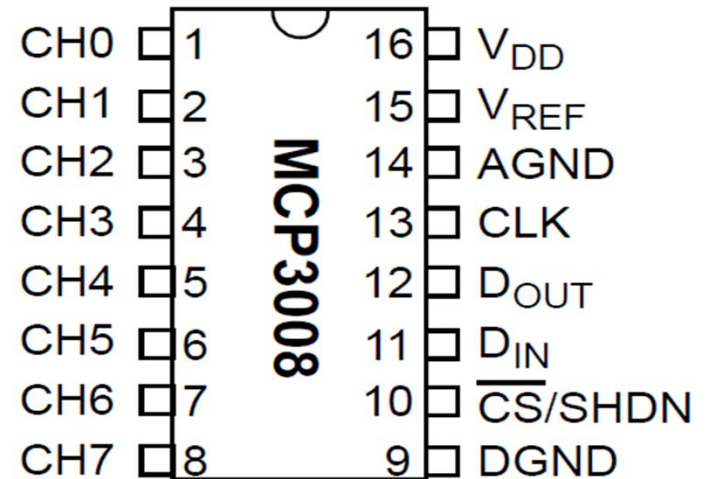 CH0 1 16 VDD
CH1 2 15 VREF
CH2 3 14 AGND
CH3 4 13 CLK
CH4 5 12 DOUT
CH5 6 11 DIN
CH6 7 10 CS/SHDN
CH7 8 9 DGND
MCP3008